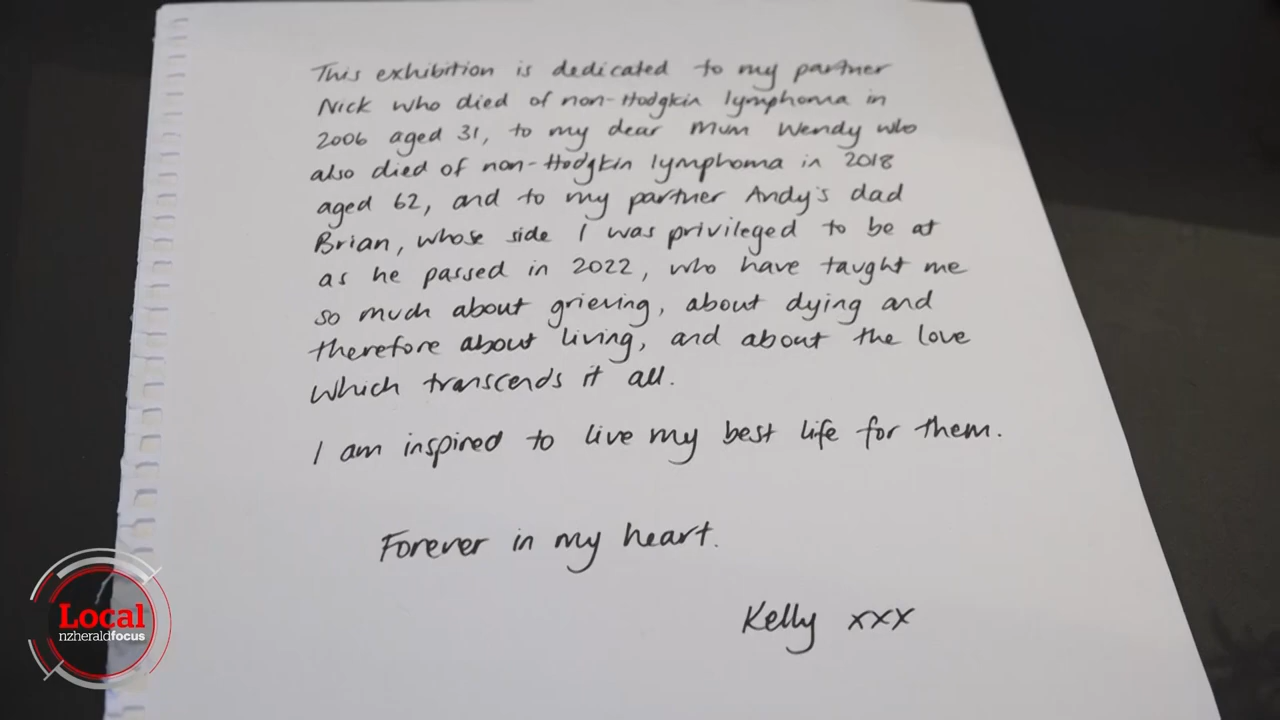 This exhibition is dedicated to my partner
Nick who died of non-Hodgkin lymphoma in
2006 aged 31, to my dear Mum Wendy who
also died of non-Hodgkin lymphoma in 2018
aged 62, and to my partner Andy's dad
Brian, whose side I was privileged to be at
as he passed in 2022, who have taught me
so much about grieving, about dying and
therefore about living, and about the love
which transcends it all.
I am inspired to live my best life for them.
Forever in my heart.
Kelly xxx
Local
nzheraldfocus